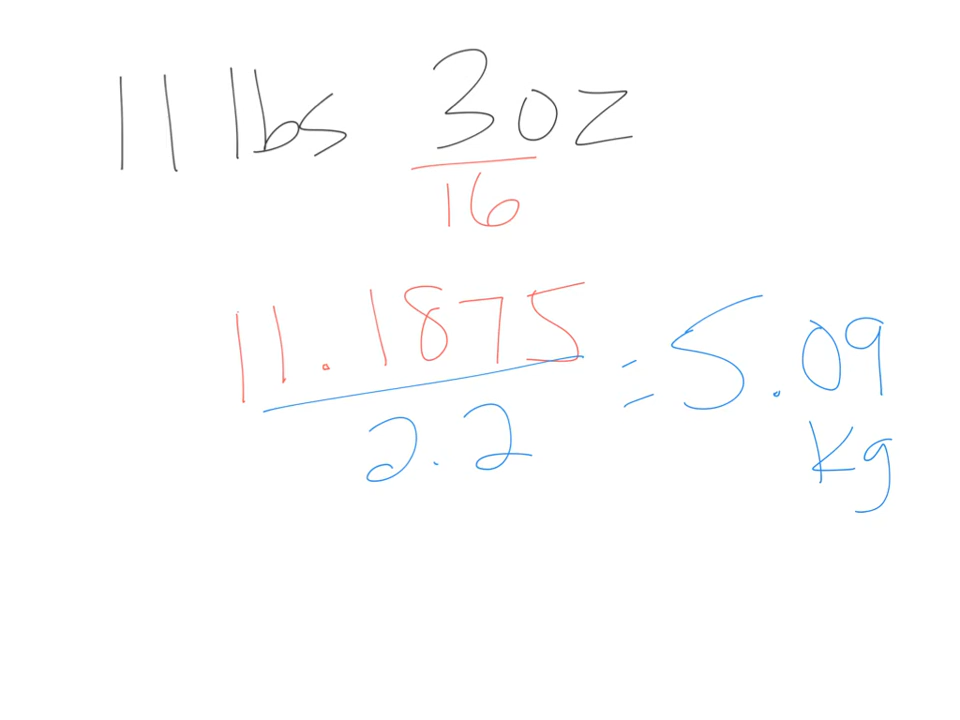 11 lbs 3oz
16
11.1875
2.2
= 5.09
kg